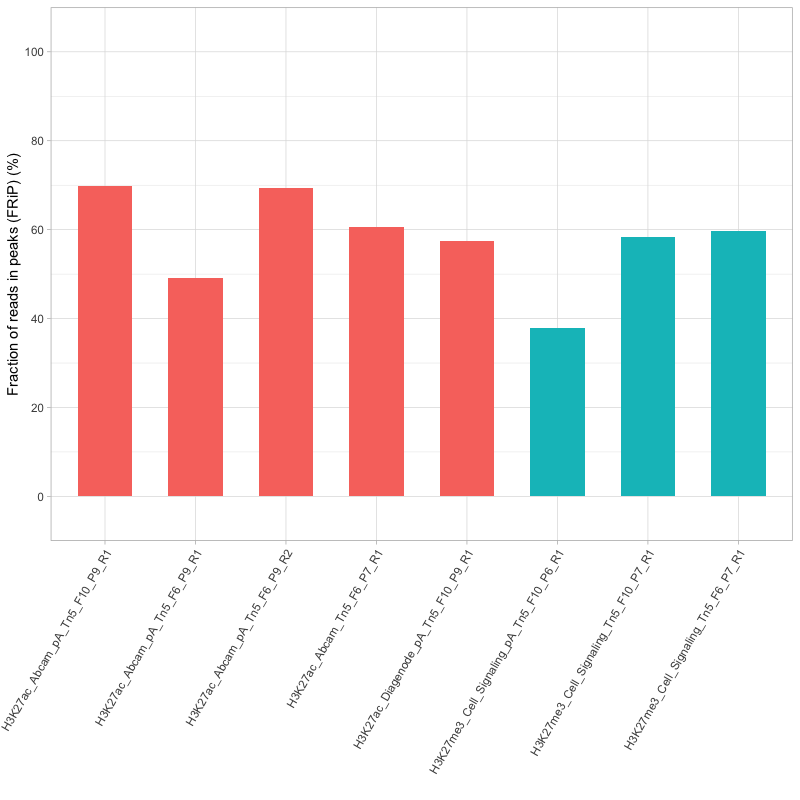 Fraction of reads in peaks (FRiP) (%)
100
80
60
40
20
0
H3K27ac_Abcam_pA_Tn5_F10_P9_R1
H3K27ac_Abcam_pA_Tn5_F6_P9_R1
H3K27ac_Abcam_pA_Tn5_F6_P9_R2
H3K27ac_Abcam_Tn5_F6_P7_R1
H3K27ac_Diagenode_pA_Tn5_F10_P9_R1
H3K27me3_Cell_Signaling_pA_Tn5_F10_P6_R1
H3K27me3_Cell_Signaling_Tn5_F10_P7_R1
H3K27me3_Cell_Signaling_Tn5_F6_P7_R1